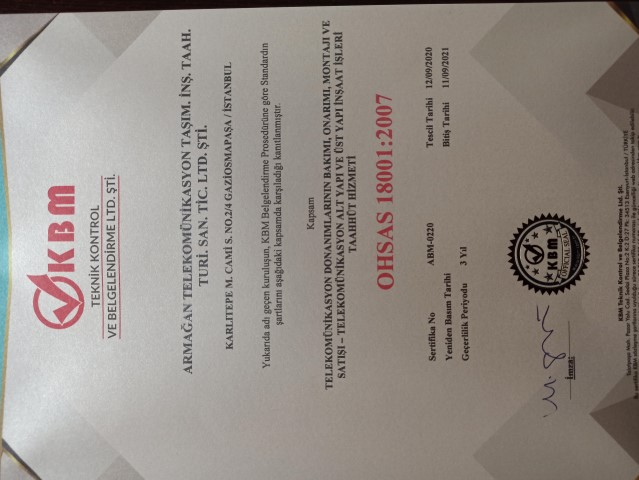 KBM
TEKNİK KONTROL
VE BELGELENDİRME LTD. ŞTİ.
ARMAĞAN TELEKOMÜNİKASYON TAŞIM. İNŞ. TAAH.
TURİ. SAN. TİC. LTD. ŞTİ.
KARLITEPE M. CAMİ S. NO.2/4 GAZİOSMAPAŞA / İSTANBUL
Yukarıda adı geçen kuruluşun, KBM Belgelendirme Prosedürüne göre Standardın
şartlarını aşağıdaki kapsamda karşıladığı kanıtlanmıştır.
Kapsam
TELEKOMÜNİKASYON DONANIMLARININ BAKIMI, ONARIMI, MONTAJI VE
SATIŞI – TELEKOMÜNİKASYON ALT YAPI VE ÜST YAPI İNŞAAT İŞLERİ
TAAHHÜT HİZMETİ
OHSAS 18001:2007
Sertifika No ABM-0220 Tescil Tarihi 12/09/2020
Yeniden Basım Tarihi Bitiş Tarihi 11/09/2021
Geçerlilik Periyodu 3 Yıl
KBM
OFFICIAL SEAL
İmza:
KBM Teknik Kontrol ve Belgelendirme Ltd. Şti.